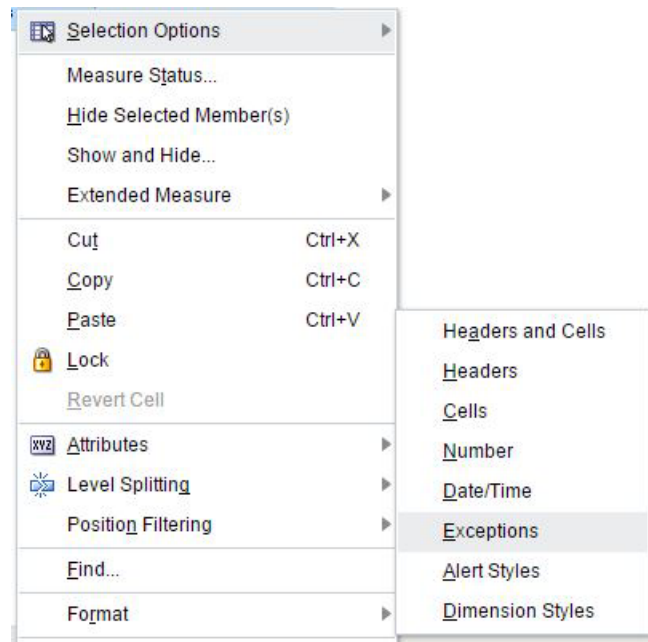 Selection Options
Measure Status...
Hide Selected Member(s)
Show and Hide...
Extended Measure
Cut Ctrl+X
Copy Ctrl+C
Paste Ctrl+V
Lock
Revert Cell
XYZ Attributes
Level Splitting
Position Filtering
Find...
Format
Headers and Cells
Headers
Cells
Number
Date/Time
Exceptions
Alert Styles
Dimension Styles